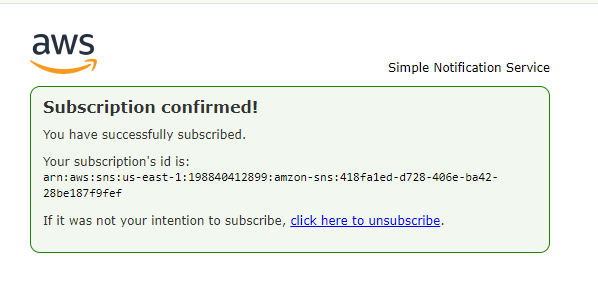 aws
Simple Notification Service
Subscription confirmed!
You have successfully subscribed.
Your subscription's id is:
arn:aws:sns:us-east-1:198840412899:amzon-sns:418fa1ed-d728-406e-ba42-
28be187f9fef
If it was not your intention to subscribe, click here to unsubscribe.